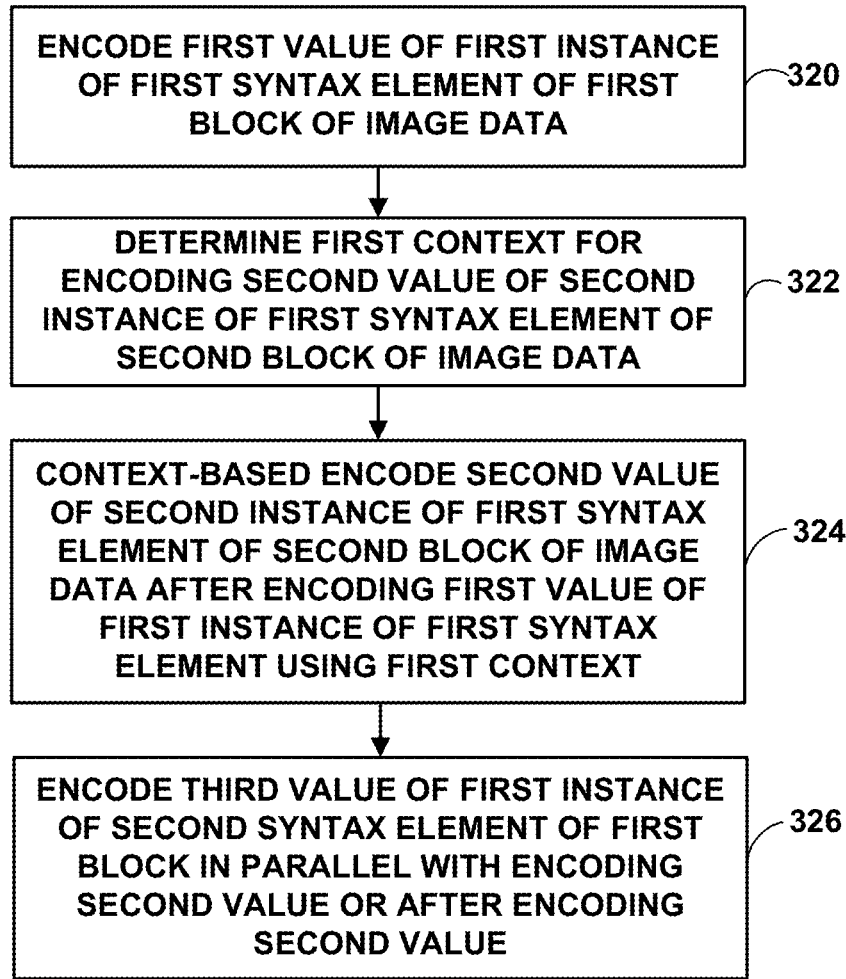 ENCODE FIRST VALUE OF FIRST INSTANCE
OF FIRST SYNTAX ELEMENT OF FIRST
BLOCK OF IMAGE DATA
320
DETERMINE FIRST CONTEXT FOR
ENCODING SECOND VALUE OF SECOND
INSTANCE OF FIRST SYNTAX ELEMENT OF
SECOND BLOCK OF IMAGE DATA
322
CONTEXT-BASED ENCODE SECOND VALUE
OF SECOND INSTANCE OF FIRST SYNTAX
ELEMENT OF SECOND BLOCK OF IMAGE
DATA AFTER ENCODING FIRST VALUE OF
FIRST INSTANCE OF FIRST SYNTAX
ELEMENT USING FIRST CONTEXT
324
ENCODE THIRD VALUE OF FIRST INSTANCE
OF SECOND SYNTAX ELEMENT OF FIRST
BLOCK IN PARALLEL WITH ENCODING
SECOND VALUE OR AFTER ENCODING
SECOND VALUE
326